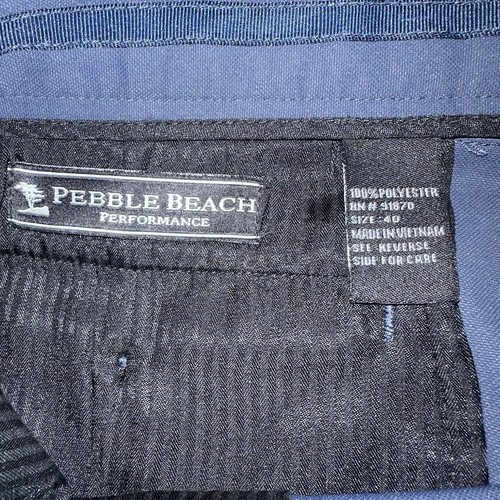 PEBBLE BEACH
PERFORMANCE
100% POLYESTER
RN # 91870
SIZE: 40
MADE IN VIETNAM
SEE REVERSE
SIDE FOR CARE